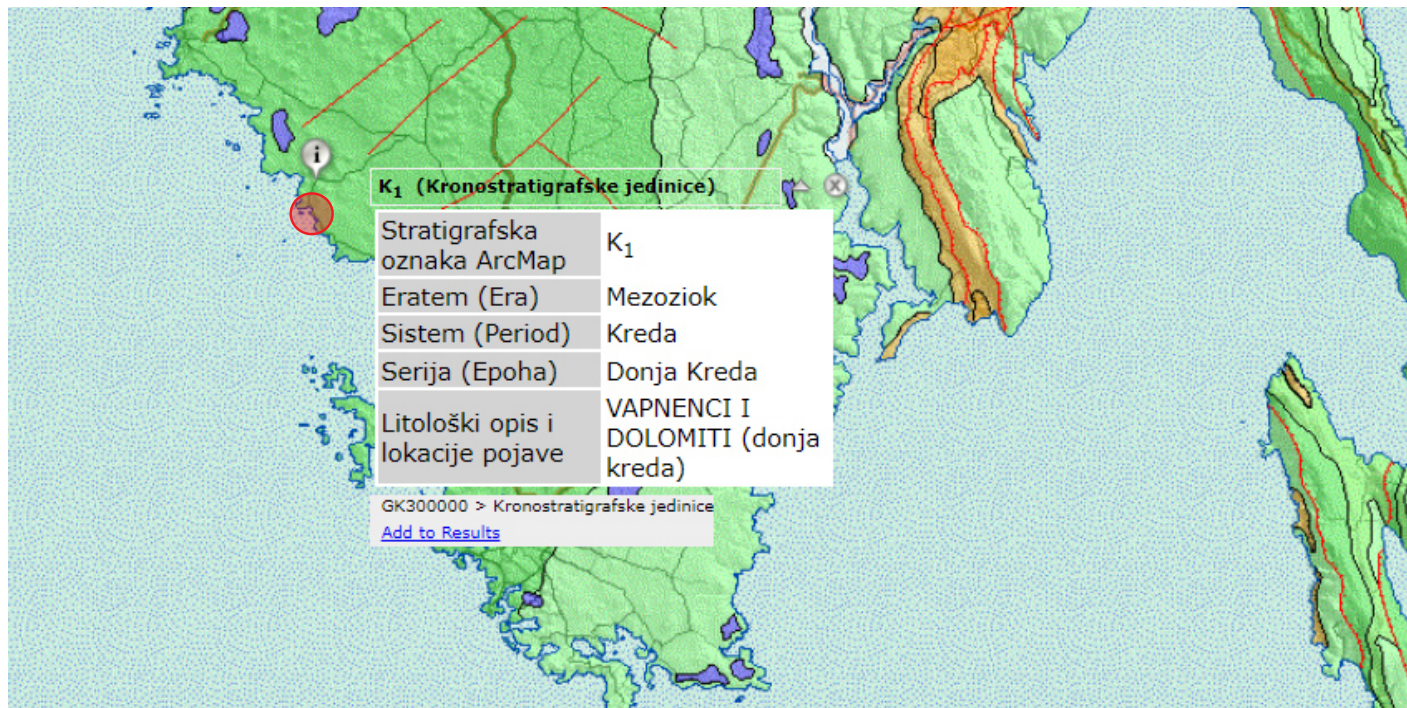 i
K₁ (Kronostratigrafske jedinice)
Stratigrafska
oznaka ArcMap
K₁
Eratem (Era)
Mezoziok
Sistem (Period)
Kreda
Serija (Epoha)
Donja Kreda
Litološki opis i
lokacije pojave
VAPNENCI I
DOLOMITI (donja
kreda)
GK300000 > Kronostratigrafske jedinice
Add to Results